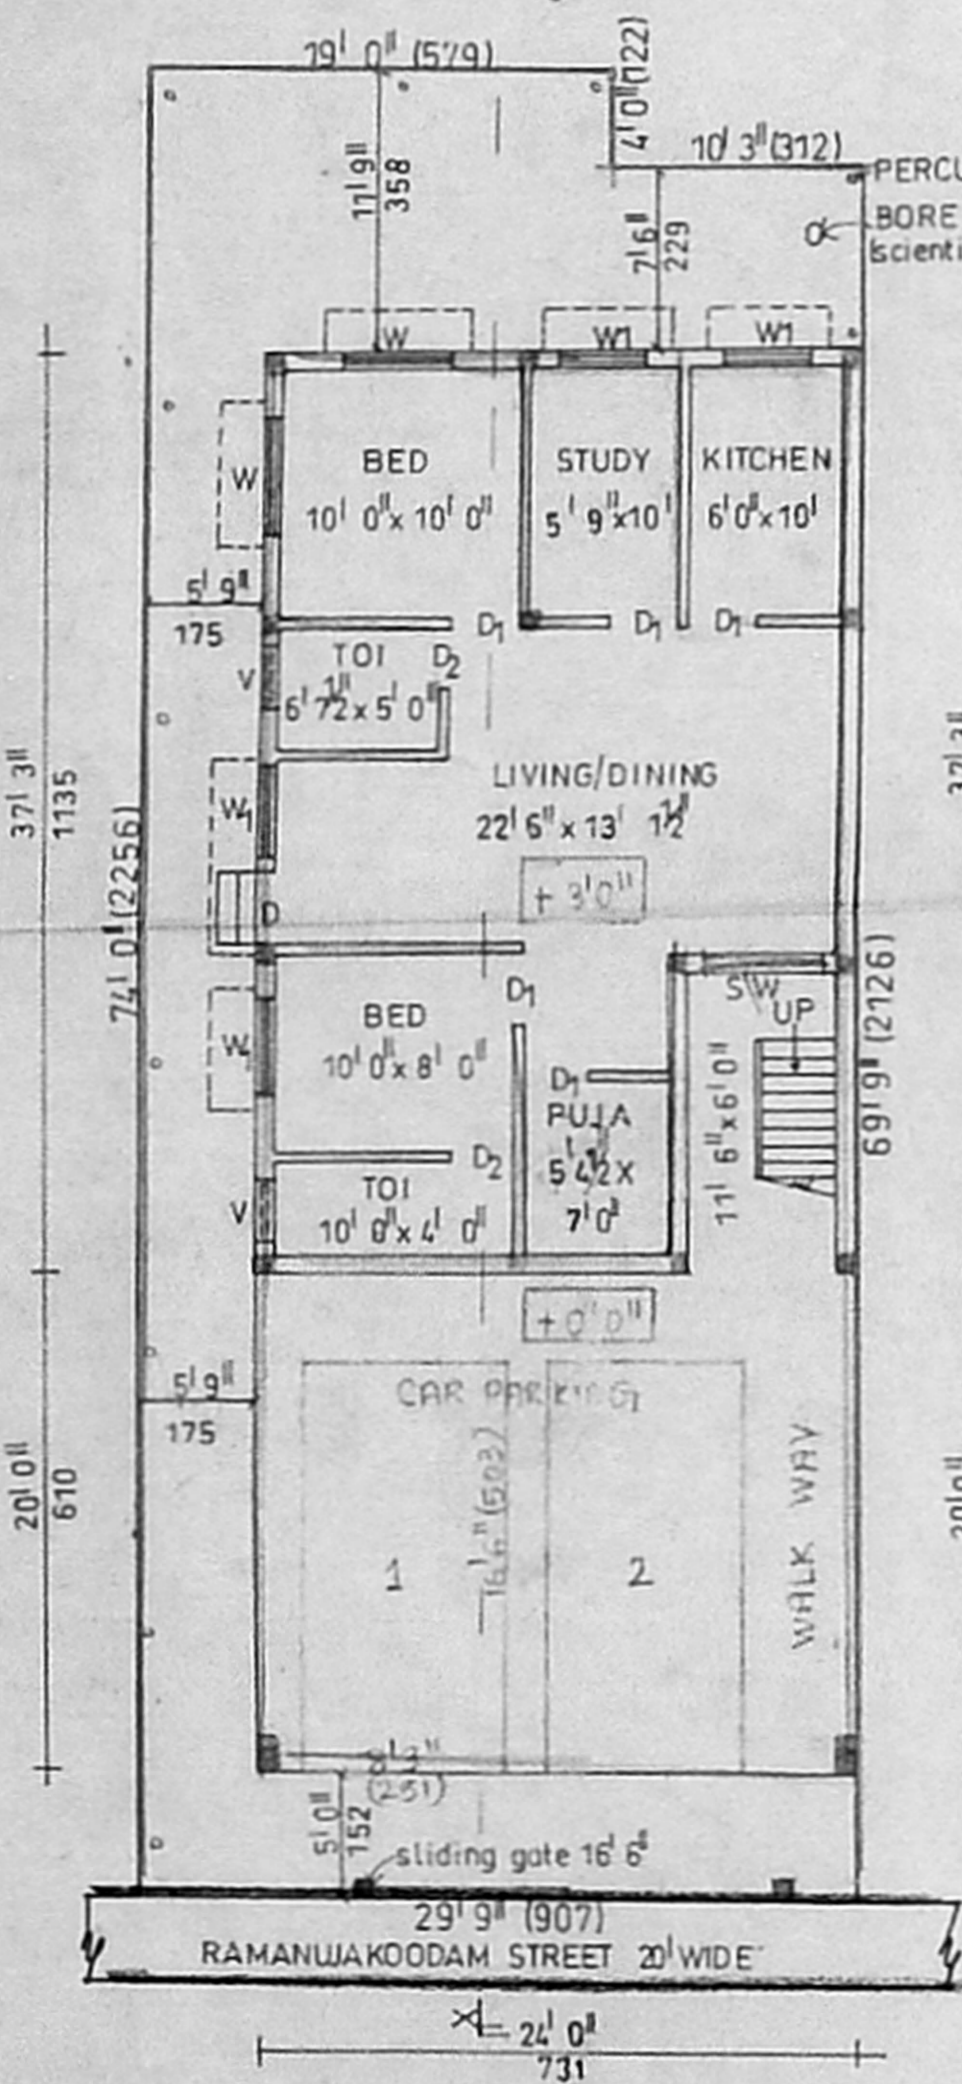 19' 0" (579)
4' 0" (122)
10' 3" (312)
11' 9"
358
7' 6"
229
PERCU
BORE
(scienti
W
W1
W1
BED
10' 0" x 10' 0"
STUDY
5' 9" x 10'
KITCHEN
6' 0" x 10'
W
5' 9"
175
D1
D1
D1
TOI
6' 7½" x 5' 0"
D2
V
37' 3"
1135
74' 0" (2256)
W1
LIVING/DINING
22' 6" x 13' 1½"
+ 3' 0"
D
37' 3"
D1
S W
UP
BED
10' 0" x 8' 0"
W
D1
PUJA
5' 4½" x
7' 0"
11' 6" x 6' 0"
69' 9" (2126)
D2
TOI
10' 0" x 4' 0"
V
+ 0' 0"
5' 9"
175
CAR PARKING
16' 6" (503)
1
2
WALK WAY
20' 0"
610
20' 0"
(251)
5' 0"
152
sliding gate 16' 6"
29' 9" (907)
RAMANUJAKOODAM STREET 20' WIDE
24' 0"
731